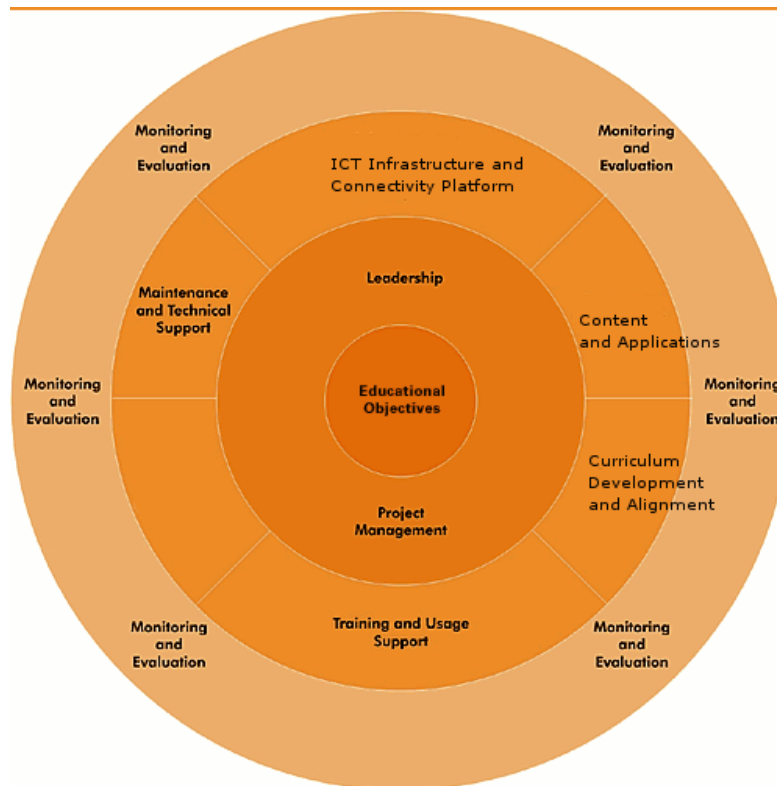 Monitoring
and
Evaluation
Monitoring
and
Evaluation
ICT Infrastructure and
Connectivity Platform
Leadership
Maintenance
and Technical
Support
Content
and Applications
Monitoring
and
Evaluation
Educational
Objectives
Monitoring
and
Evaluation
Curriculum
Development
and Alignment
Project
Management
Training and Usage
Support
Monitoring
and
Evaluation
Monitoring
and
Evaluation